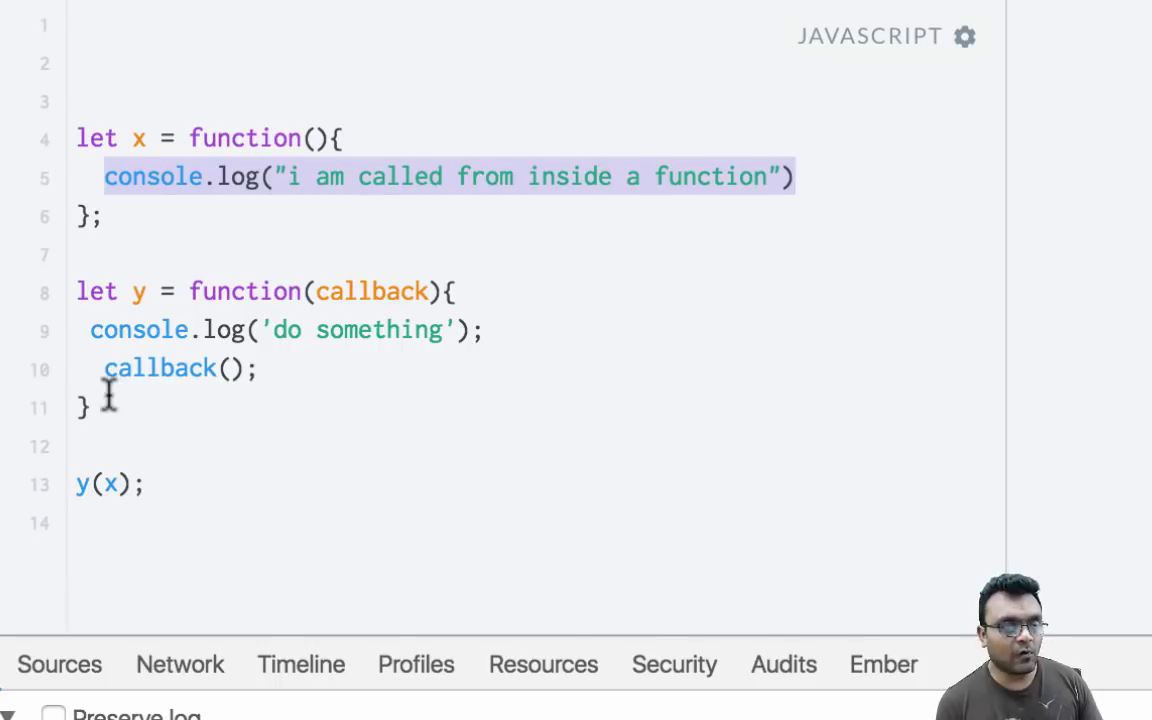 1
JAVASCRIPT
2
3
4 let x = function(){
5 console.log("i am called from inside a function")
6 };
7
8 let y = function(callback){
9 console.log('do something');
10 callback();
11 }
12
13 y(x);
14
Sources Network Timeline Profiles Resources Security Audits Ember
Preserve log